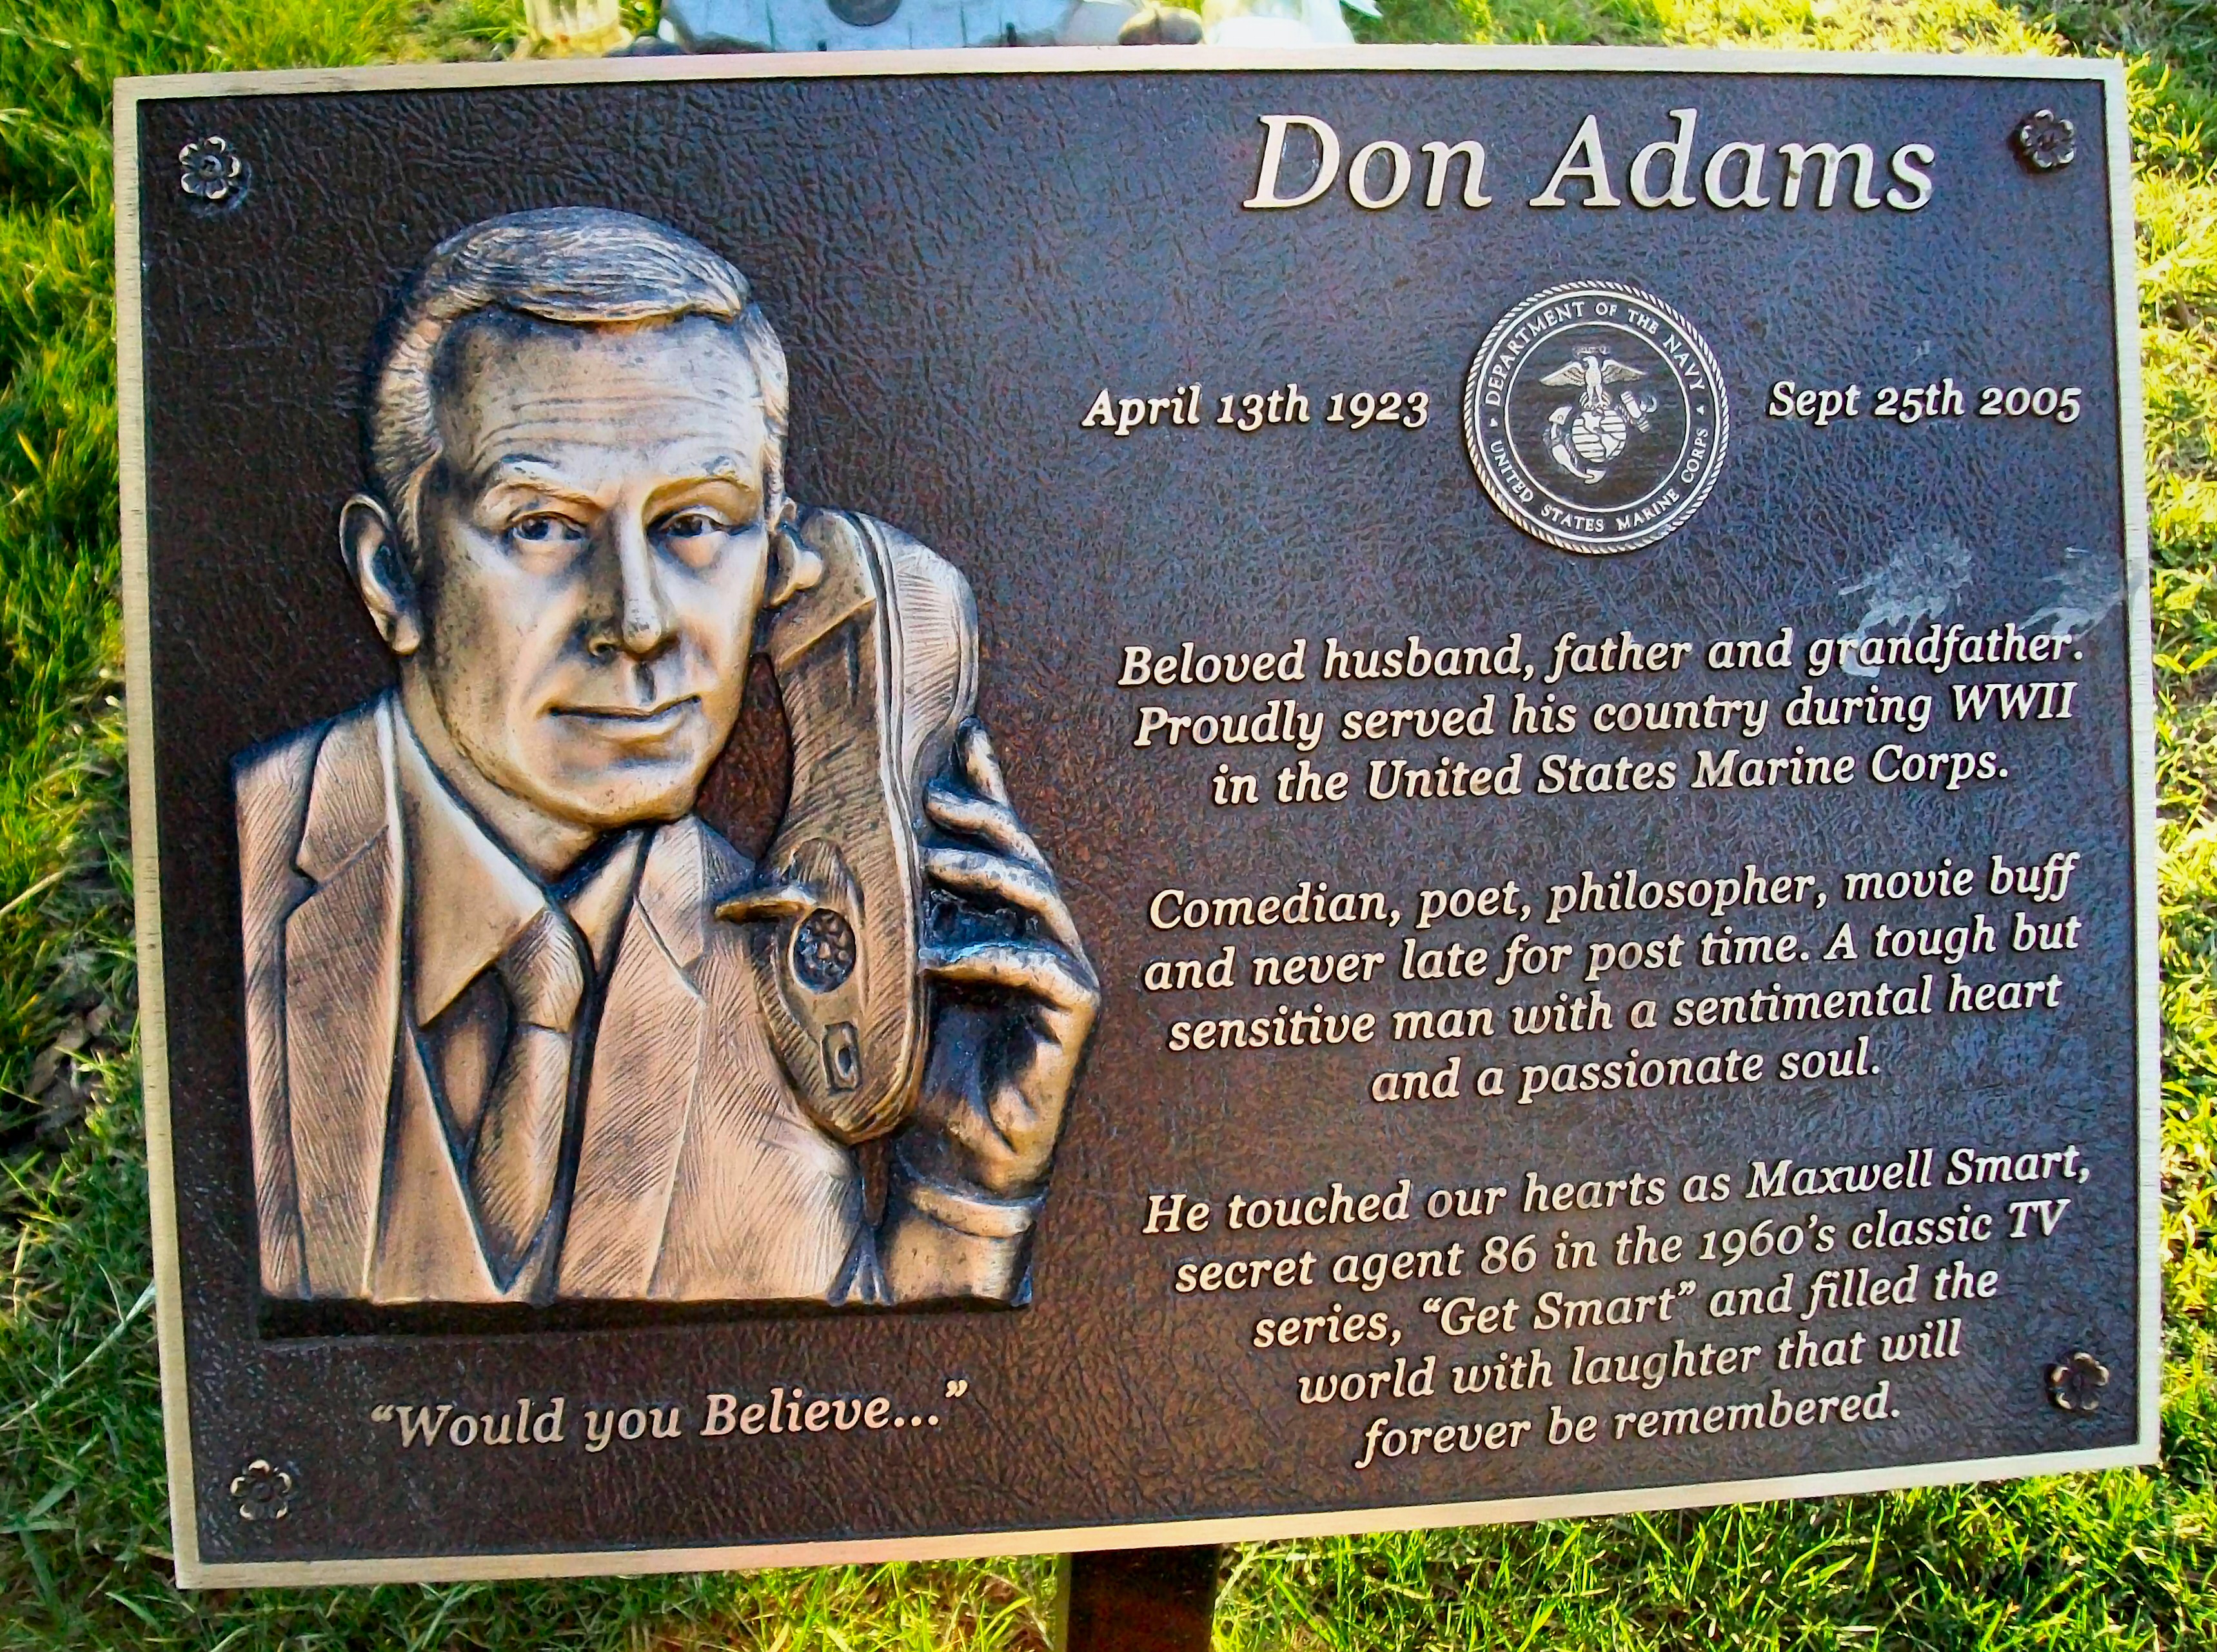 Don Adams
DEPARTMENT OF THE NAVY
UNITED STATES MARINE CORPS
April 13th 1923
Sept 25th 2005
Beloved husband, father and grandfather.
Proudly served his country during WWII
in the United States Marine Corps.
Comedian, poet, philosopher, movie buff
and never late for post time. A tough but
sensitive man with a sentimental heart
and a passionate soul.
He touched our hearts as Maxwell Smart,
secret agent 86 in the 1960's classic TV
series, “Get Smart” and filled the
world with laughter that will
forever be remembered.
“Would you Believe...”